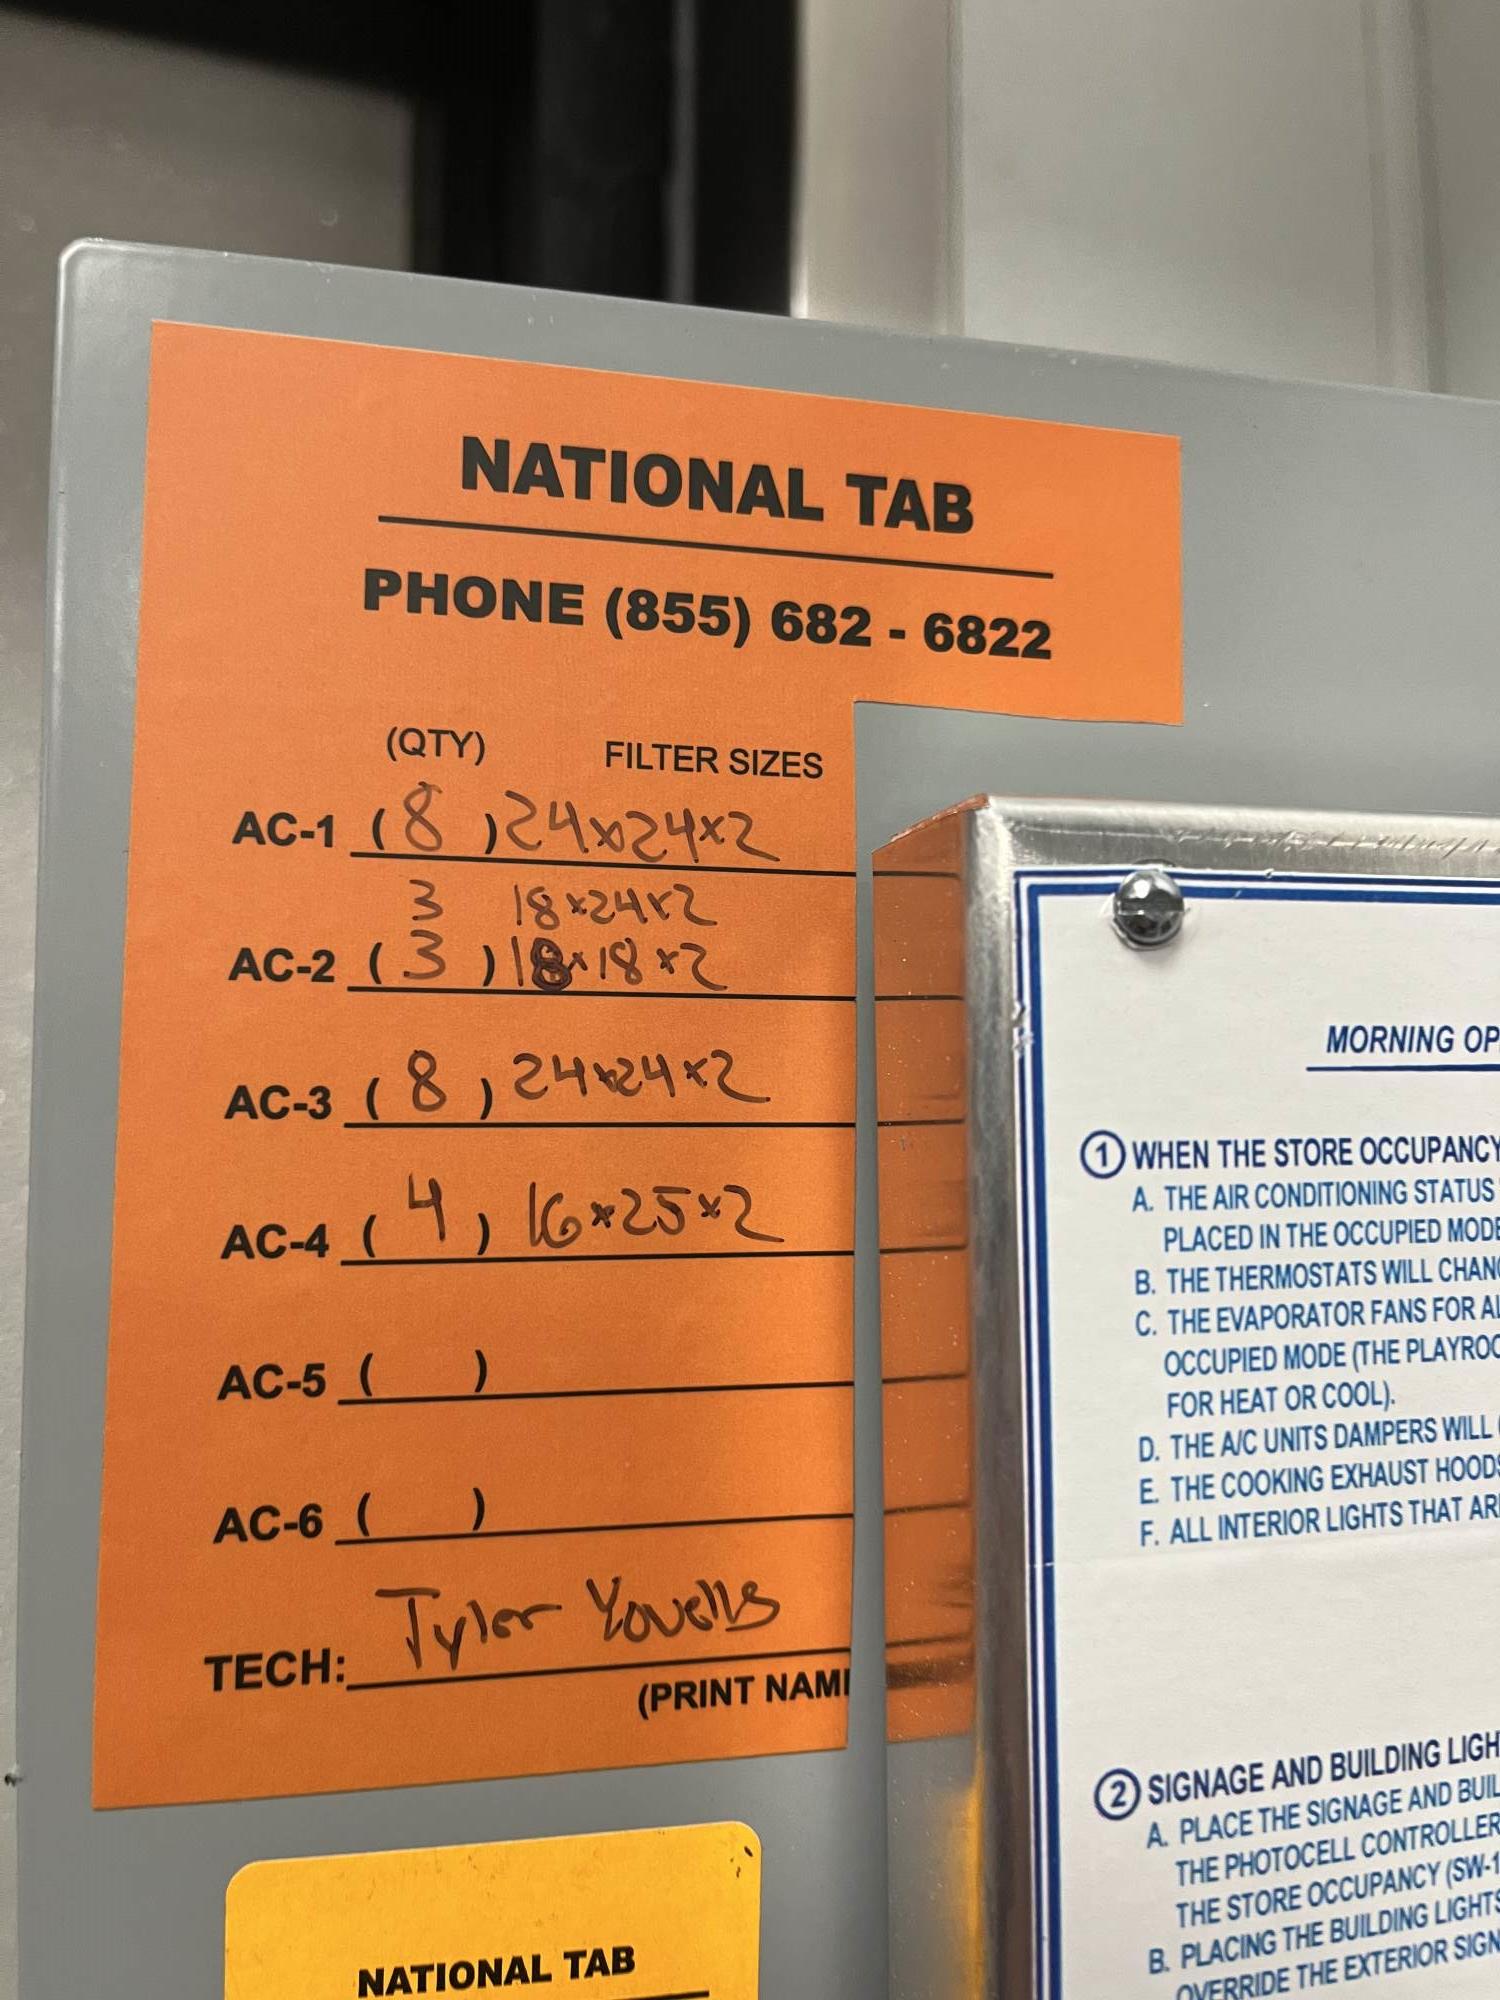 NATIONAL TAB
PHONE (855) 682 - 6822
(QTY) FILTER SIZES
AC-1 (8) 24x24x2
3 18x24x2
AC-2 (3) 18x18x2
AC-3 (8) 24x24x2
AC-4 (4) 16x25x2
AC-5 ( )
AC-6 ( )
TECH: Tyler
(PRINT NAM
NATIONAL TAB
MORNING OP
1 WHEN THE STORE OCCUPANCY
A. THE AIR CONDITIONING STATUS
PLACED IN THE OCCUPIED MODE
B. THE THERMOSTATS WILL CHANG
C. THE EVAPORATOR FANS FOR AL
OCCUPIED MODE (THE PLAYROO
FOR HEAT OR COOL).
D. THE A/C UNITS DAMPERS WILL
E. THE COOKING EXHAUST HOODS
F. ALL INTERIOR LIGHTS THAT AR
2 SIGNAGE AND BUILDING LIGH
A. PLACE THE SIGNAGE AND BUIL
THE PHOTOCELL CONTROLLER
THE STORE OCCUPANCY (SW-1
B. PLACING THE BUILDING LIGHTS
OVERRIDE THE EXTERIOR SIGN